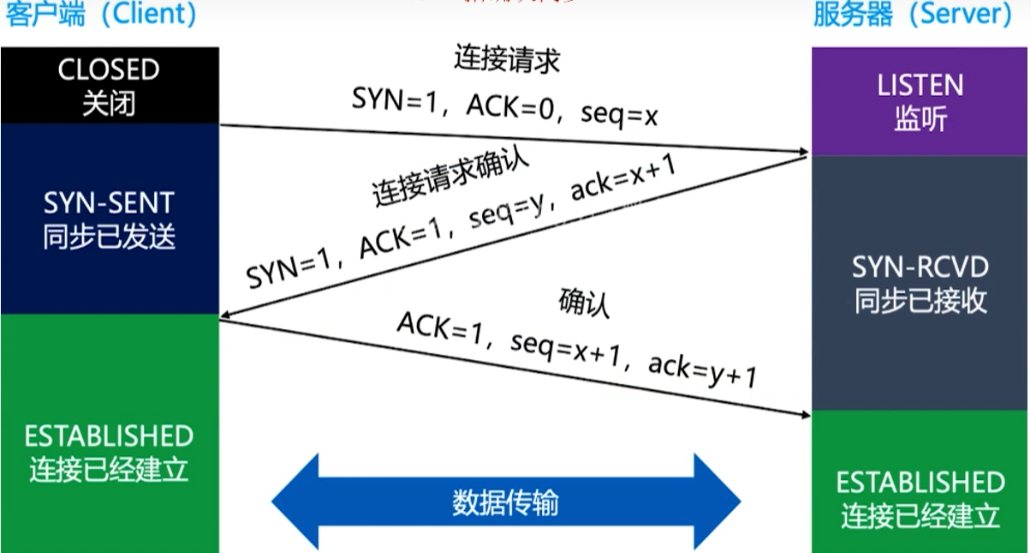 客户端（Client）
服务器（Server）
CLOSED
关闭
连接请求
SYN=1，ACK=0，seq=x
LISTEN
监听
SYN-SENT
同步已发送
连接请求确认
SYN=1，ACK=1，seq=y，ack=x+1
SYN-RCVD
同步已接收
确认
ACK=1，seq=x+1，ack=y+1
ESTABLISHED
连接已经建立
数据传输
ESTABLISHED
连接已经建立